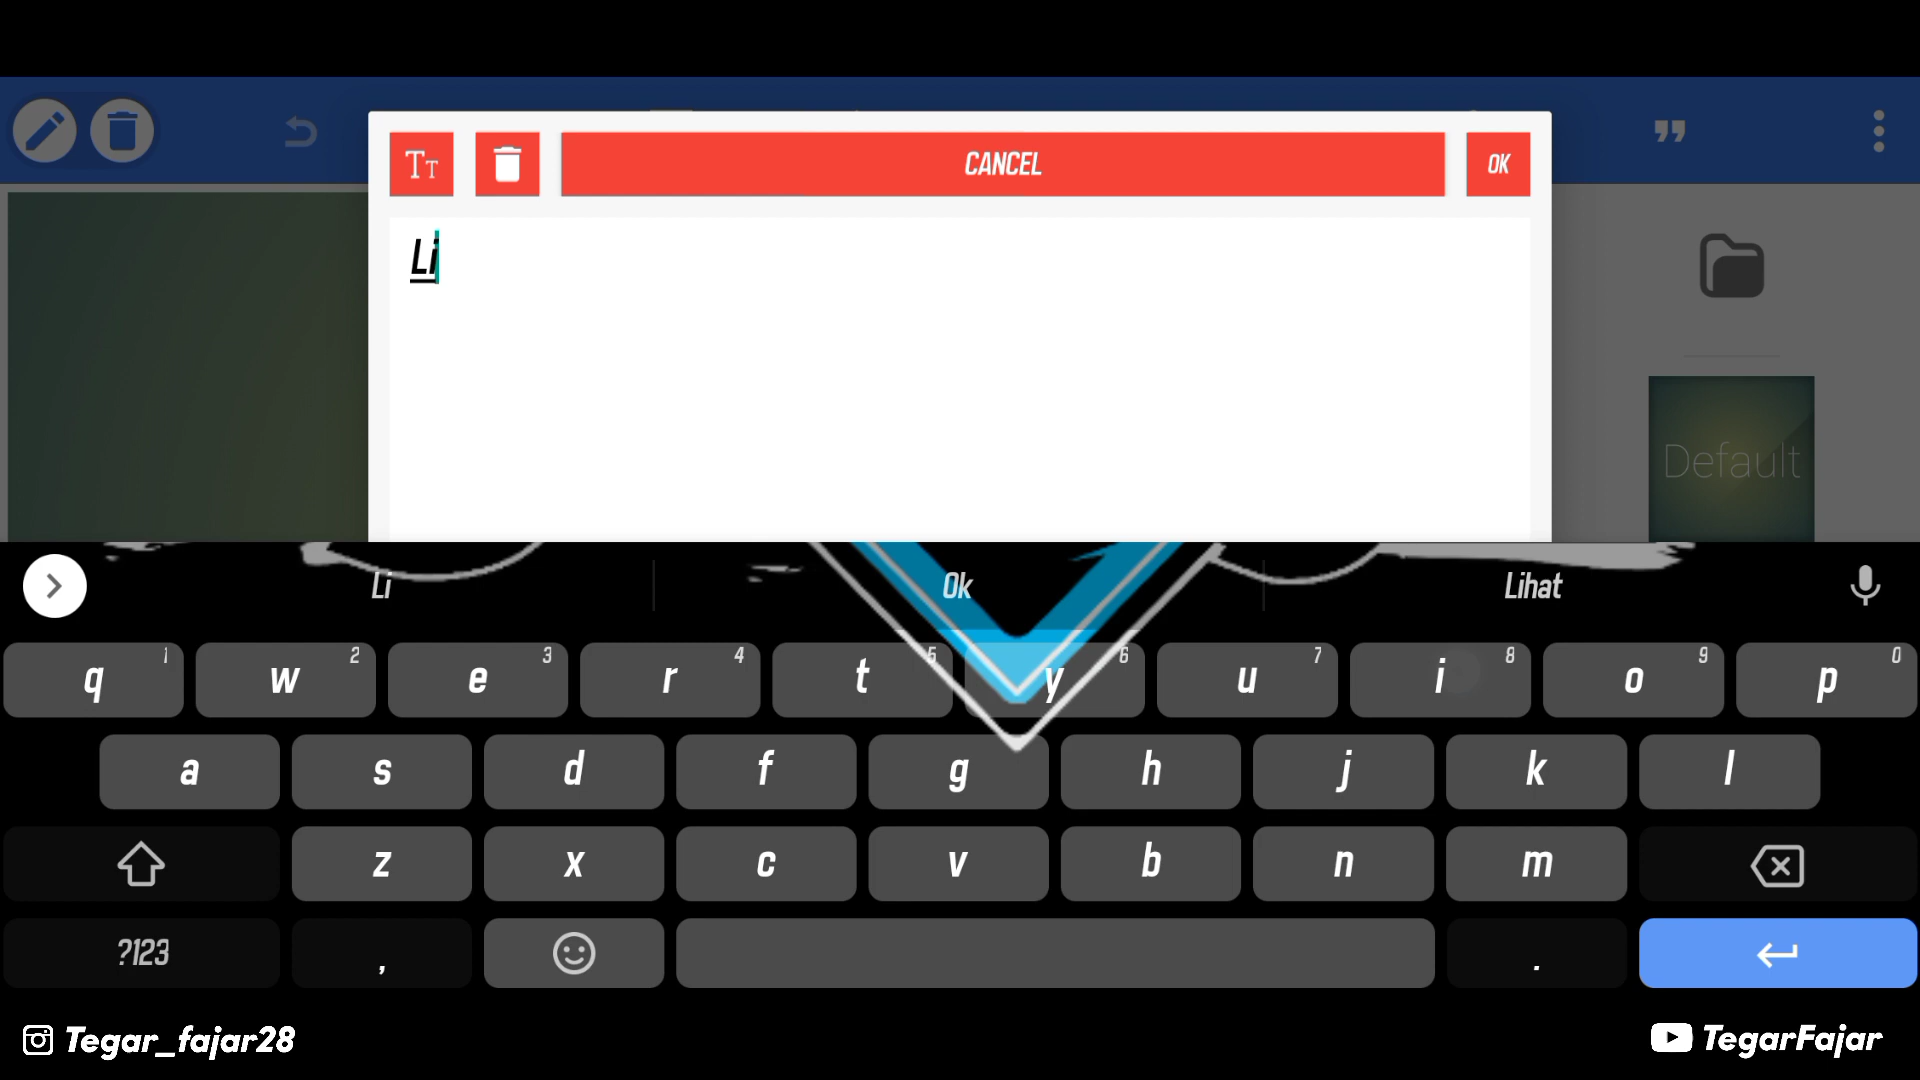 Tт CANCEL OK
Li
Default
Li Ok Lihat
q 1 w 2 e 3 r 4 t 5 y 6 u 7 i 8 o 9 p 0
a s d f g h j k l
z x c v b n m
?123 , .
Tegar_fajar28 TegarFajar